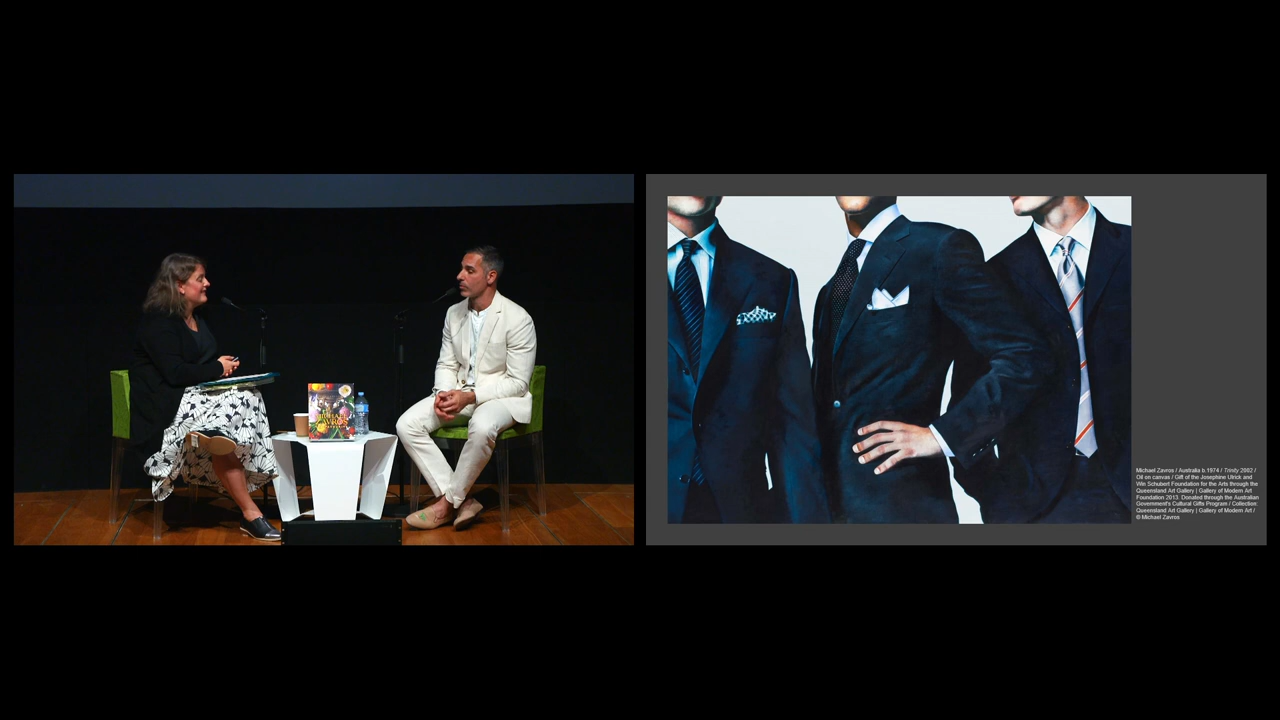 MICHAEL
ZAVROS
Michael Zavros / Australia b.1974 / Trinity 2002 /
Oil on canvas / Gift of the Josephine Ulrick and
Win Schubert Foundation for the Arts through the
Queensland Art Gallery | Gallery of Modern Art
Foundation 2013. Donated through the Australian
Government's Cultural Gifts Program / Collection:
Queensland Art Gallery | Gallery of Modern Art /
© Michael Zavros